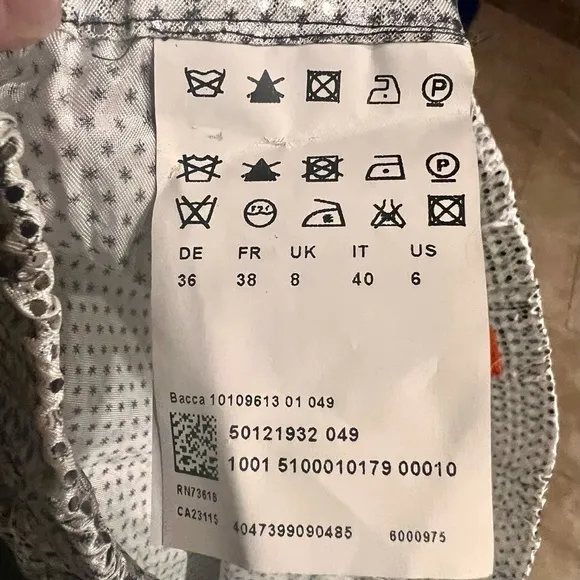 P
P
DE FR UK IT US
36 38 8 40 6
Bacca 10109613 01 049
50121932 049
1001 5100010179 00010
RN73618
CA23115
4047399090485 6000975